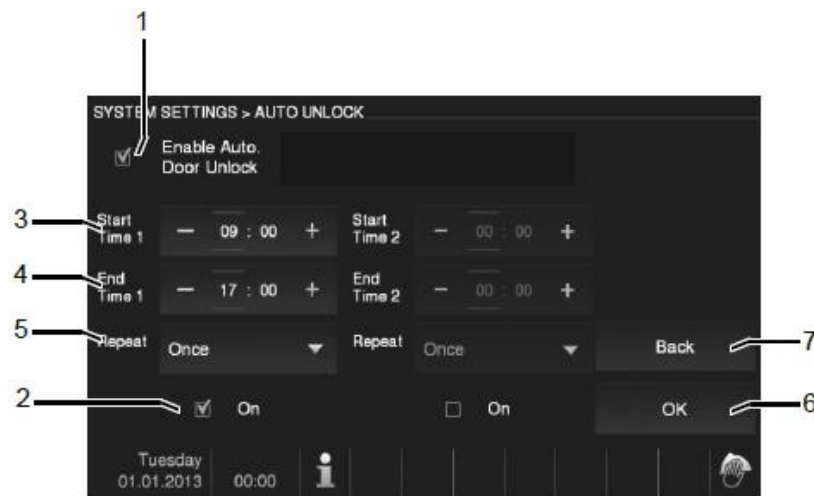 1
SYSTEM SETTINGS > AUTO UNLOCK
Enable Auto.
Door Unlock
3
Start
Time 1
− 09 : 00 +
Start
Time 2
− 00 : 00 +
4
End
Time 1
− 17 : 00 +
End
Time 2
− 00 : 00 +
5
Repeat
Once
Repeat
Once
Back
7
2
On
On
OK
6
Tuesday
01.01.2013
00:00